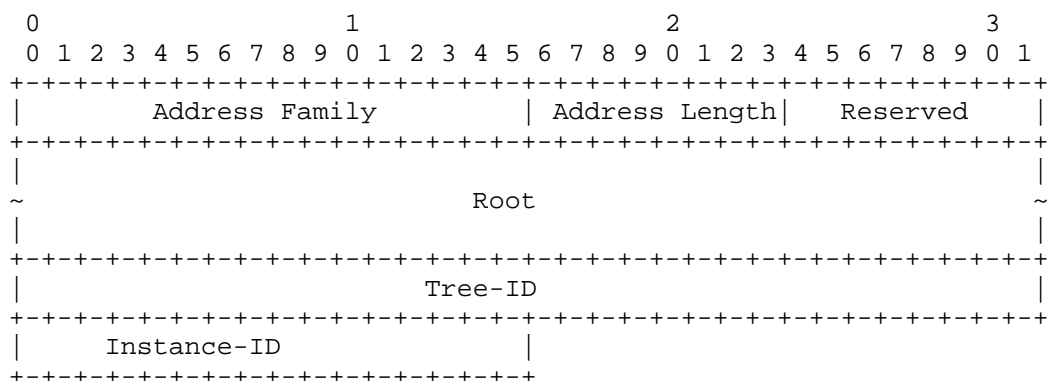 0                   1                   2                   3
 0 1 2 3 4 5 6 7 8 9 0 1 2 3 4 5 6 7 8 9 0 1 2 3 4 5 6 7 8 9 0 1
+-+-+-+-+-+-+-+-+-+-+-+-+-+-+-+-+-+-+-+-+-+-+-+-+-+-+-+-+-+-+-+-+
|        Address Family         | Address Length|   Reserved    |
+-+-+-+-+-+-+-+-+-+-+-+-+-+-+-+-+-+-+-+-+-+-+-+-+-+-+-+-+-+-+-+-+
|                                                               |
~                            Root                               ~
|                                                               |
+-+-+-+-+-+-+-+-+-+-+-+-+-+-+-+-+-+-+-+-+-+-+-+-+-+-+-+-+-+-+-+-+
|                         Tree-ID                               |
+-+-+-+-+-+-+-+-+-+-+-+-+-+-+-+-+-+-+-+-+-+-+-+-+-+-+-+-+-+-+-+-+
|     Instance-ID               |
+-+-+-+-+-+-+-+-+-+-+-+-+-+-+-+-+